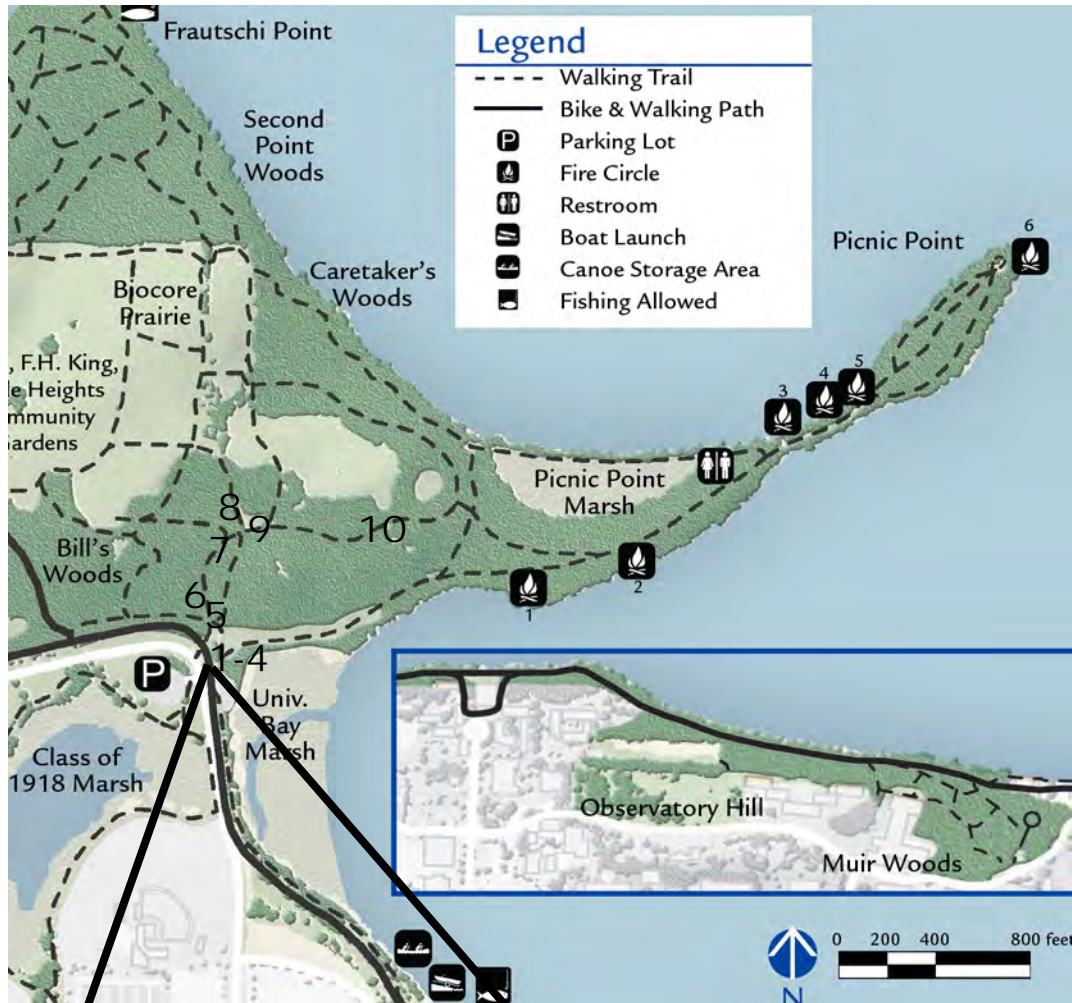 Frautschi Point
Legend
Walking Trail
Bike & Walking Path
Parking Lot
P
Fire Circle
Restroom
Boat Launch
Canoe Storage Area
Fishing Allowed
Second
Point
Woods
Picnic Point
6
Caretaker's
Woods
Biocore
Prairie
, F.H. King,
le Heights
mmunity
Gardens
5
4
3
Picnic Point
Marsh
8
9
10
7
Bill's
Woods
6
5
1
2
1-4
P
Univ.
Bay
Marsh
Class of
1918 Marsh
Observatory Hill
Muir Woods
0 200 400 800 feet
N